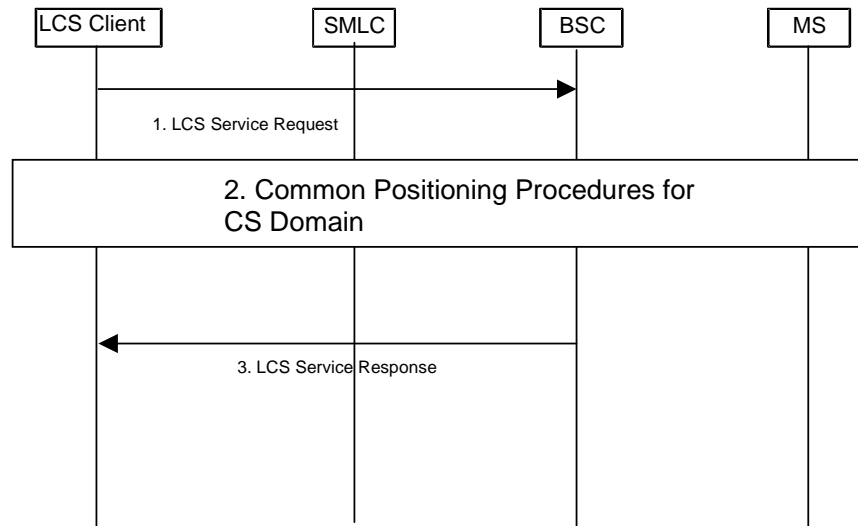 LCS Client
SMLC
BSC
MS
1. LCS Service Request
2. Common Positioning Procedures for
CS Domain
3. LCS Service Response